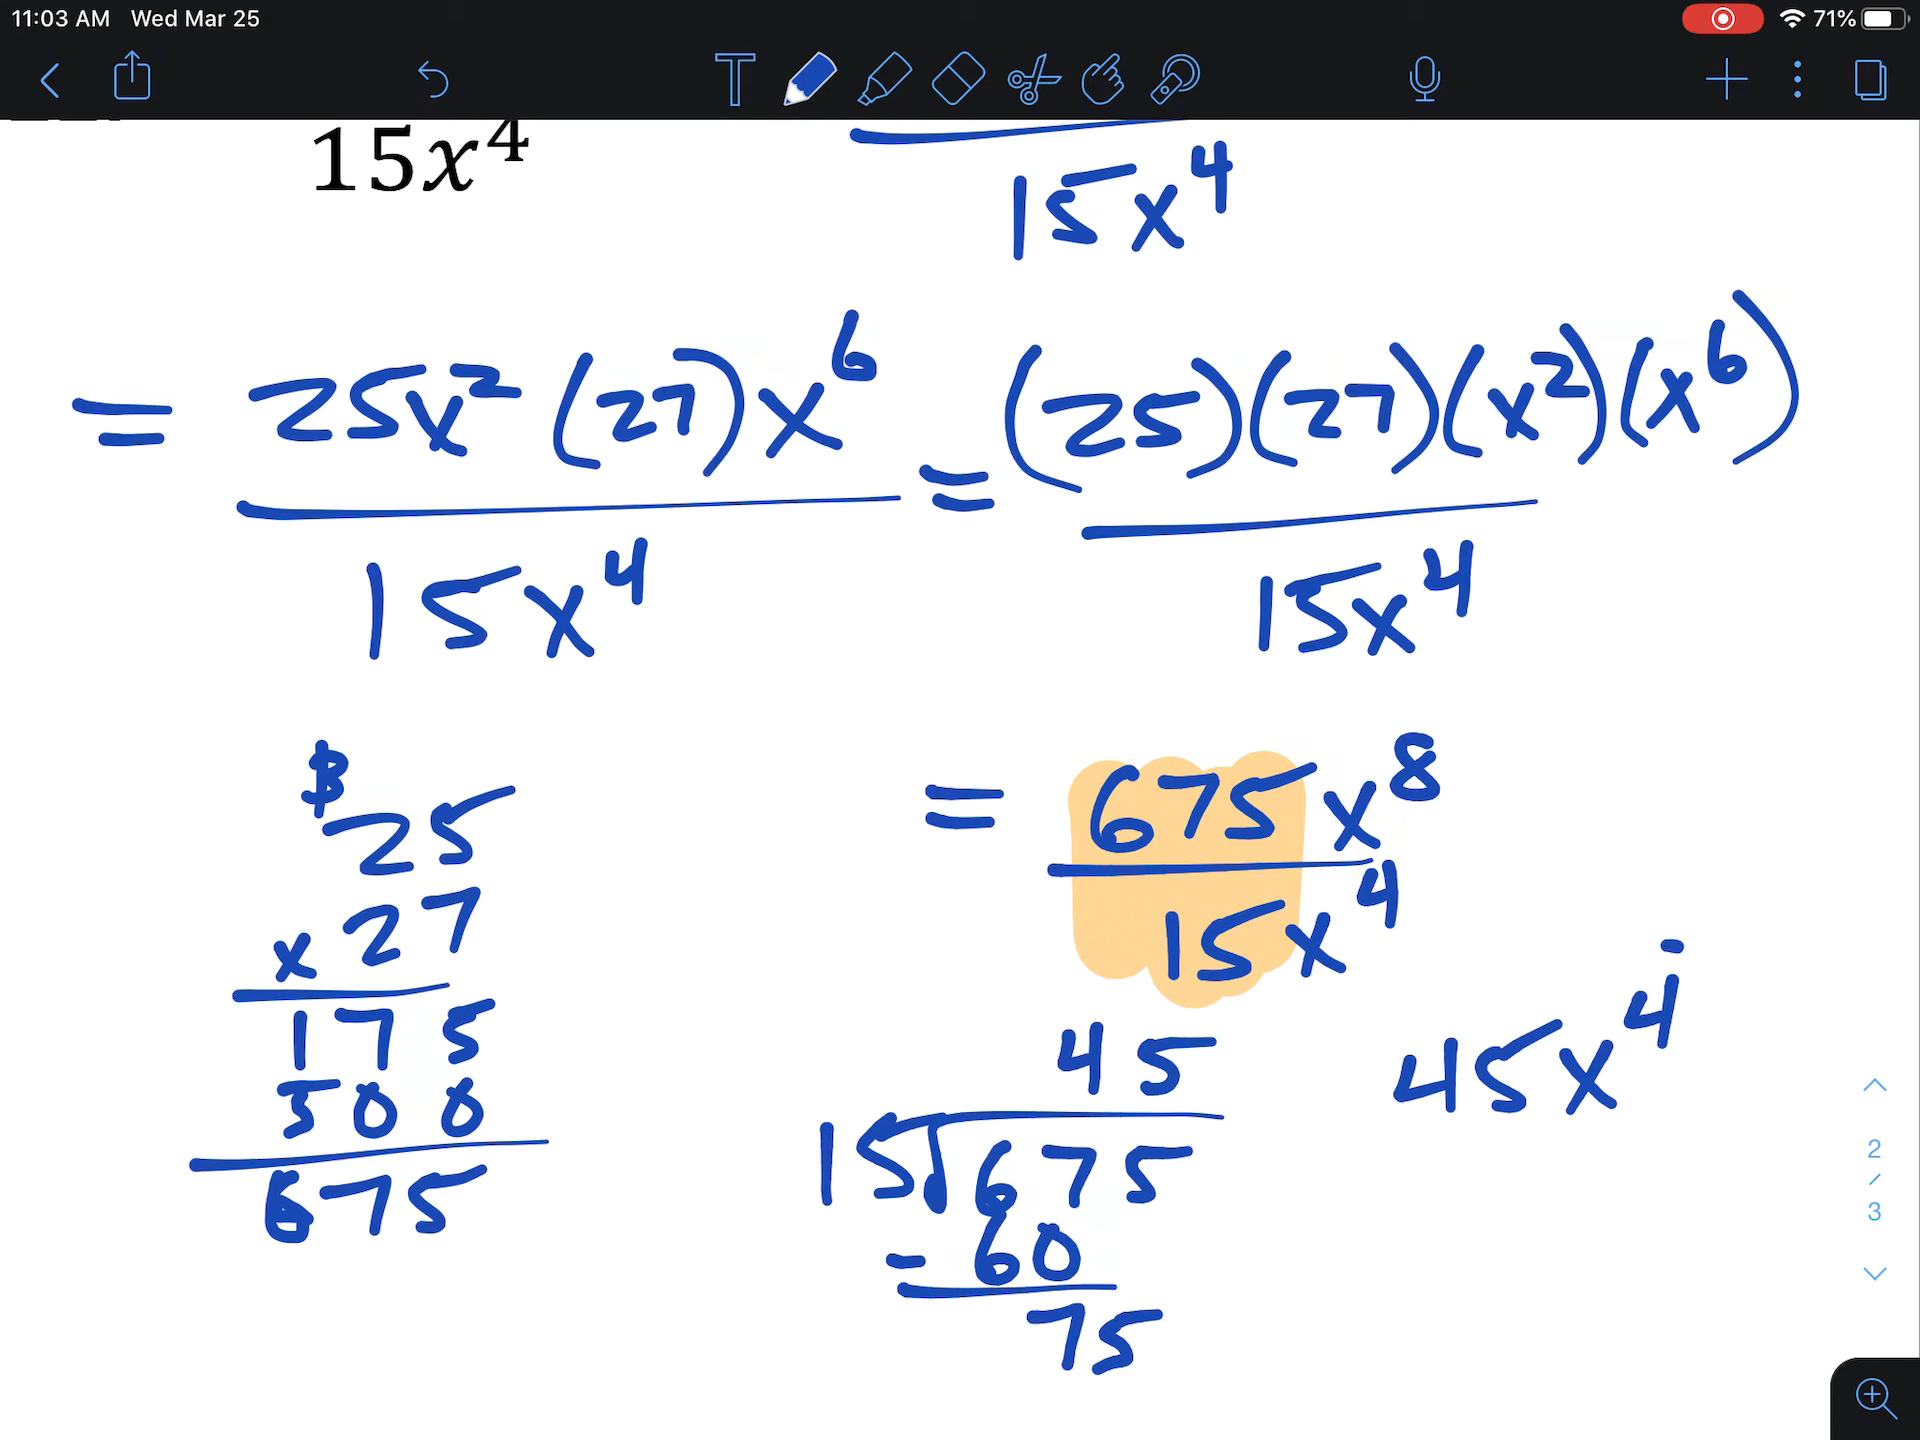 11:03 AM Wed Mar 25 71%
15x⁴
15x⁴
= 25x² (27) x⁶ / 15x⁴ = (25)(27)(x²)(x⁶) / 15x⁴
25
x 27
175
500
675
= 675x⁸ / 15x⁴
45
15 675
- 60
75
45x⁴
2
/
3